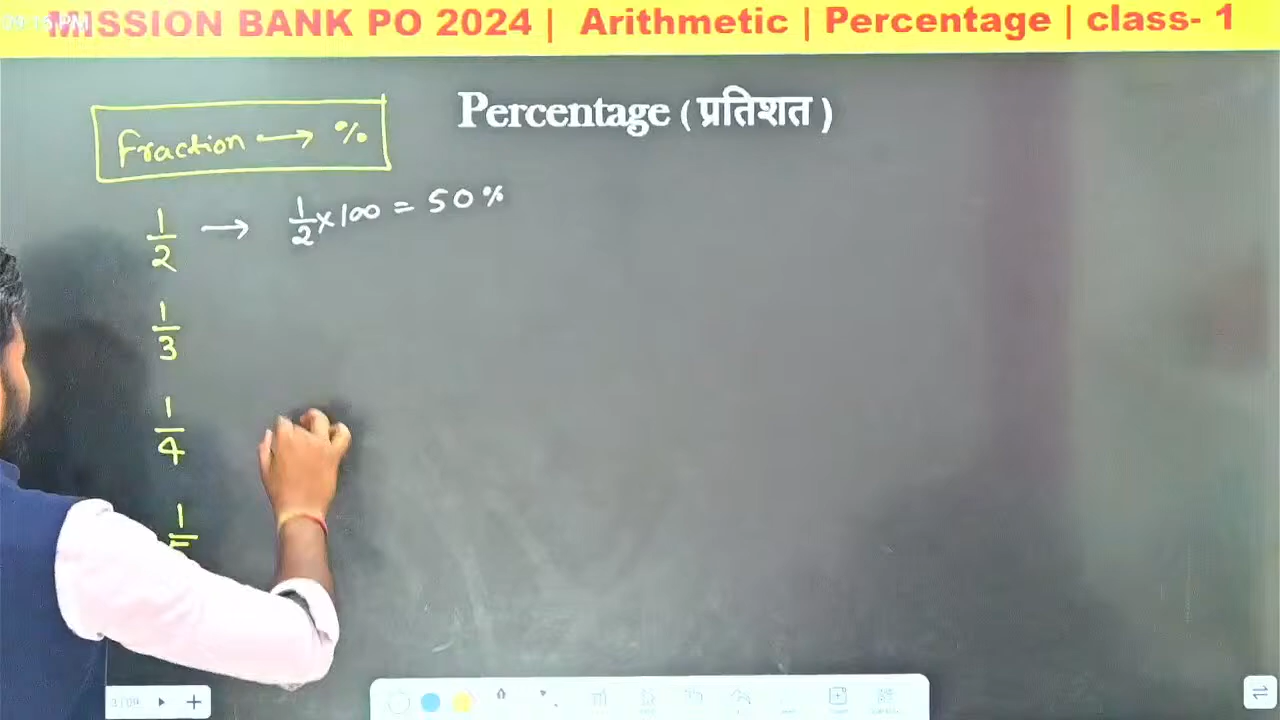 MISSION BANK PO 2024 | Arithmetic | Percentage | class- 1
Percentage ( प्रतिशत )
Fraction → %
1/2 → 1/2 × 100 = 50 %
1/3
1/4
1